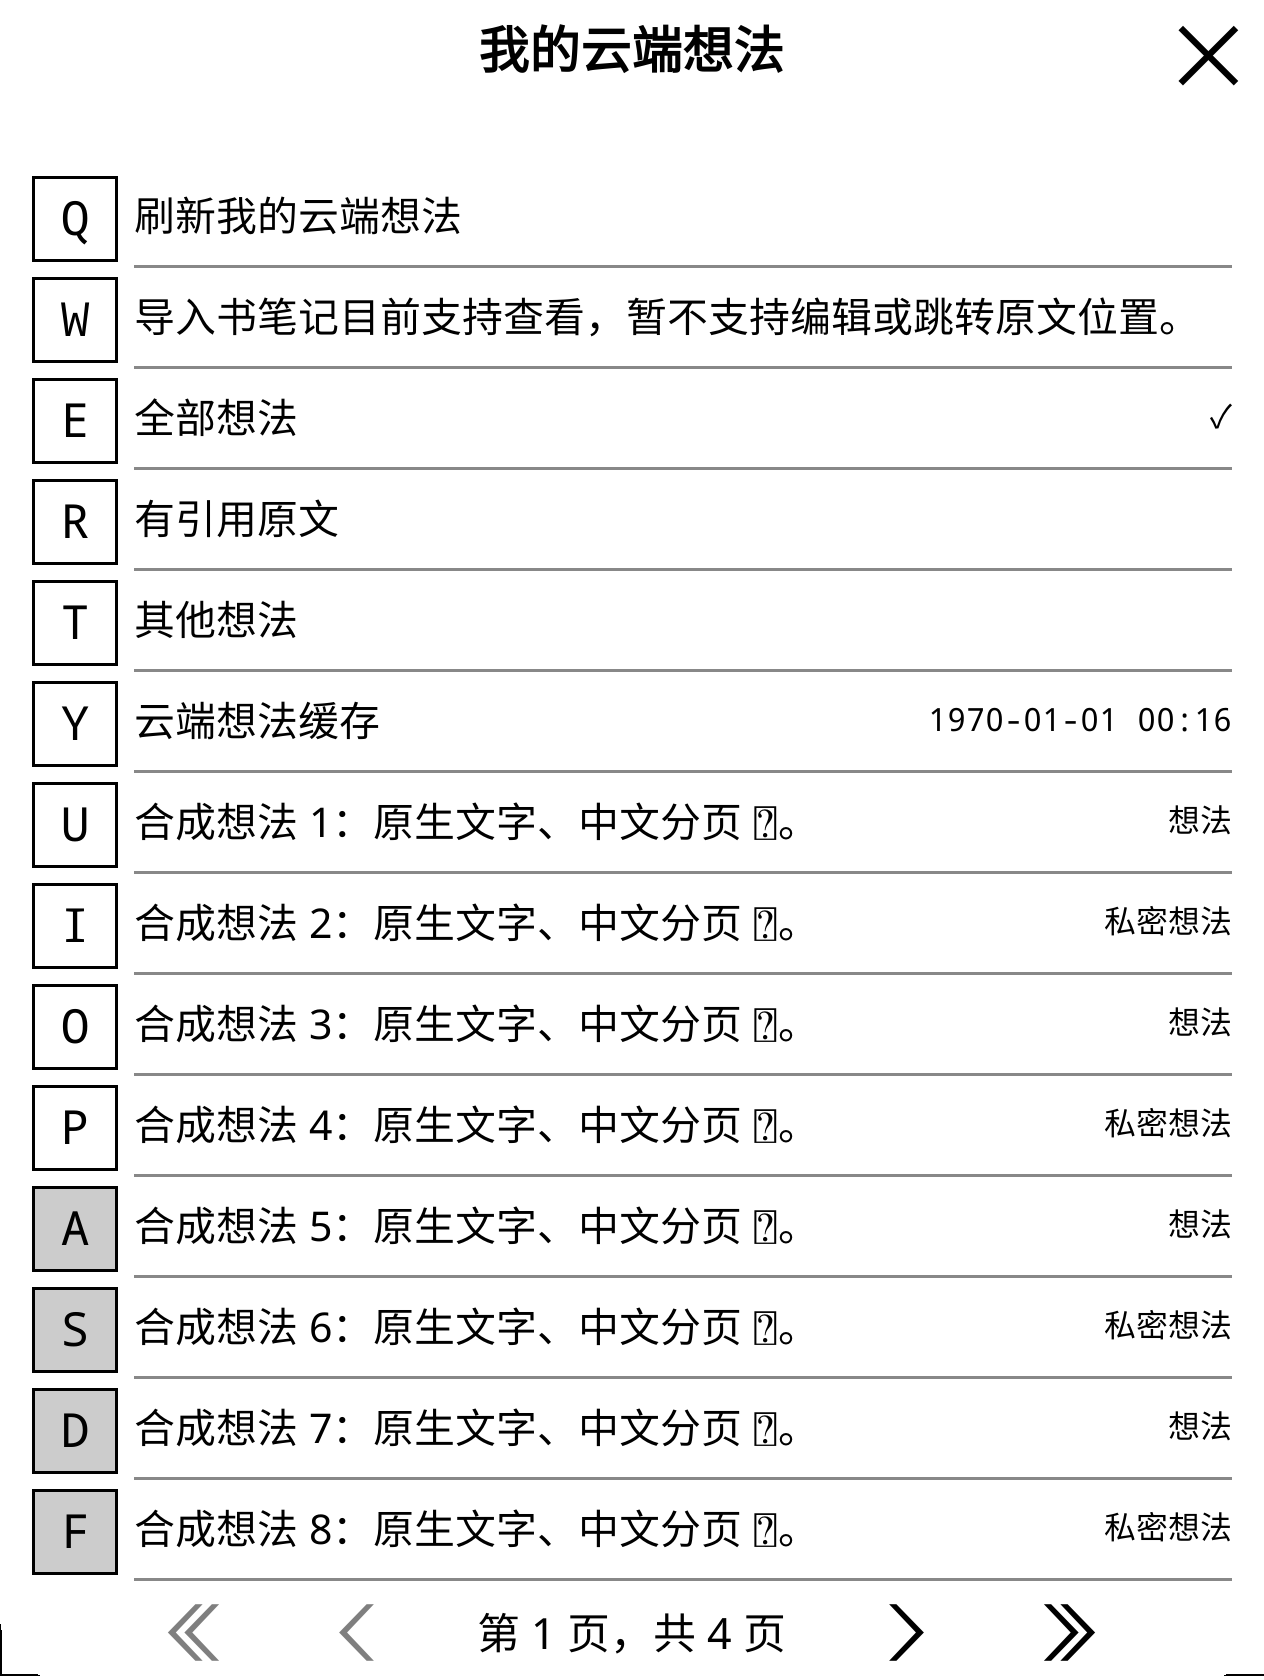 我的云端想法
Q 刷新我的云端想法
W 导入书笔记目前支持查看，暂不支持编辑或跳转原文位置。
E 全部想法 ✓
R 有引用原文
T 其他想法
Y 云端想法缓存 1970-01-01 00:16
U 合成想法 1：原生文字、中文分页 ⍰。 想法
I 合成想法 2：原生文字、中文分页 ⍰。 私密想法
O 合成想法 3：原生文字、中文分页 ⍰。 想法
P 合成想法 4：原生文字、中文分页 ⍰。 私密想法
A 合成想法 5：原生文字、中文分页 ⍰。 想法
S 合成想法 6：原生文字、中文分页 ⍰。 私密想法
D 合成想法 7：原生文字、中文分页 ⍰。 想法
F 合成想法 8：原生文字、中文分页 ⍰。 私密想法
第 1 页，共 4 页